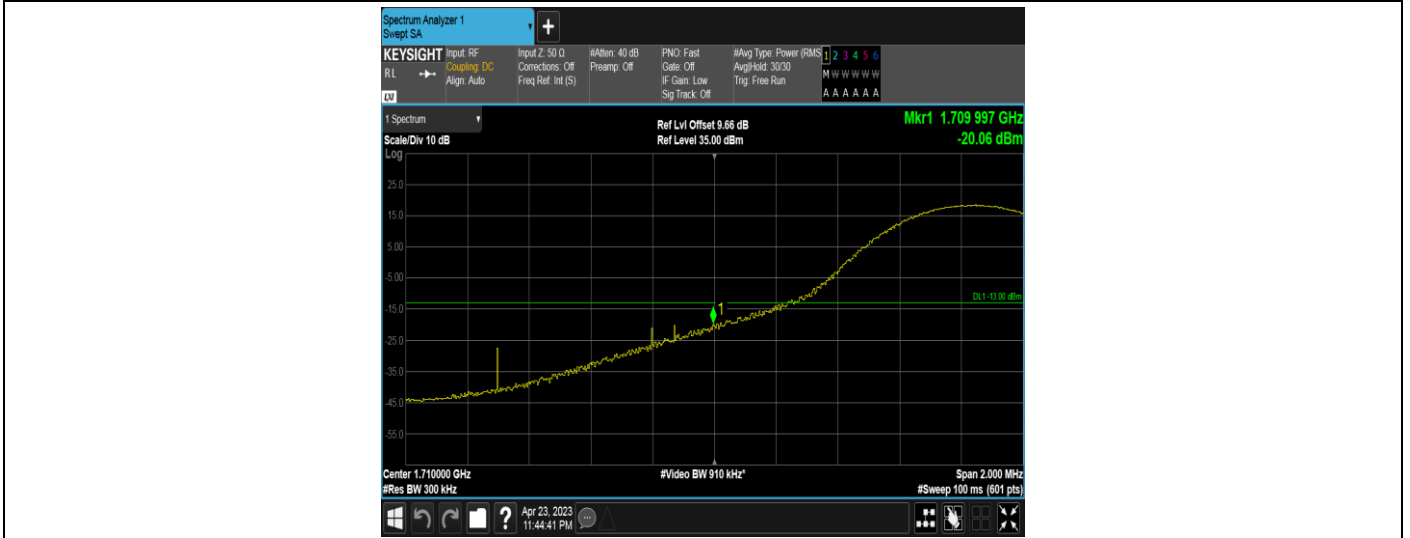 Spectrum Analyzer 1
Swept SA
+
KEYSIGHT
RL
LXI
Input: RF
Coupling: DC
Align: Auto
Input Z: 50 Ω
Corrections: Off
Freq Ref: Int (S)
#Atten: 40 dB
Preamp: Off
PNO: Fast
Gate: Off
IF Gain: Low
Sig Track: Off
#Avg Type: Power (RMS
Avg|Hold: 30/30
Trig: Free Run
1 2 3 4 5 6
M W W W W W
A A A A A A
1 Spectrum
Scale/Div 10 dB
Log
Ref Lvl Offset 9.66 dB
Ref Level 35.00 dBm
Mkr1 1.709 997 GHz
-20.06 dBm
25.0
15.0
5.00
-5.00
DL1 -13.00 dBm
1
-15.0
-25.0
-35.0
-45.0
-55.0
Center 1.710000 GHz
#Res BW 300 kHz
#Video BW 910 kHz*
Span 2.000 MHz
#Sweep 100 ms (601 pts)
?
Apr 23, 2023
11:44:41 PM